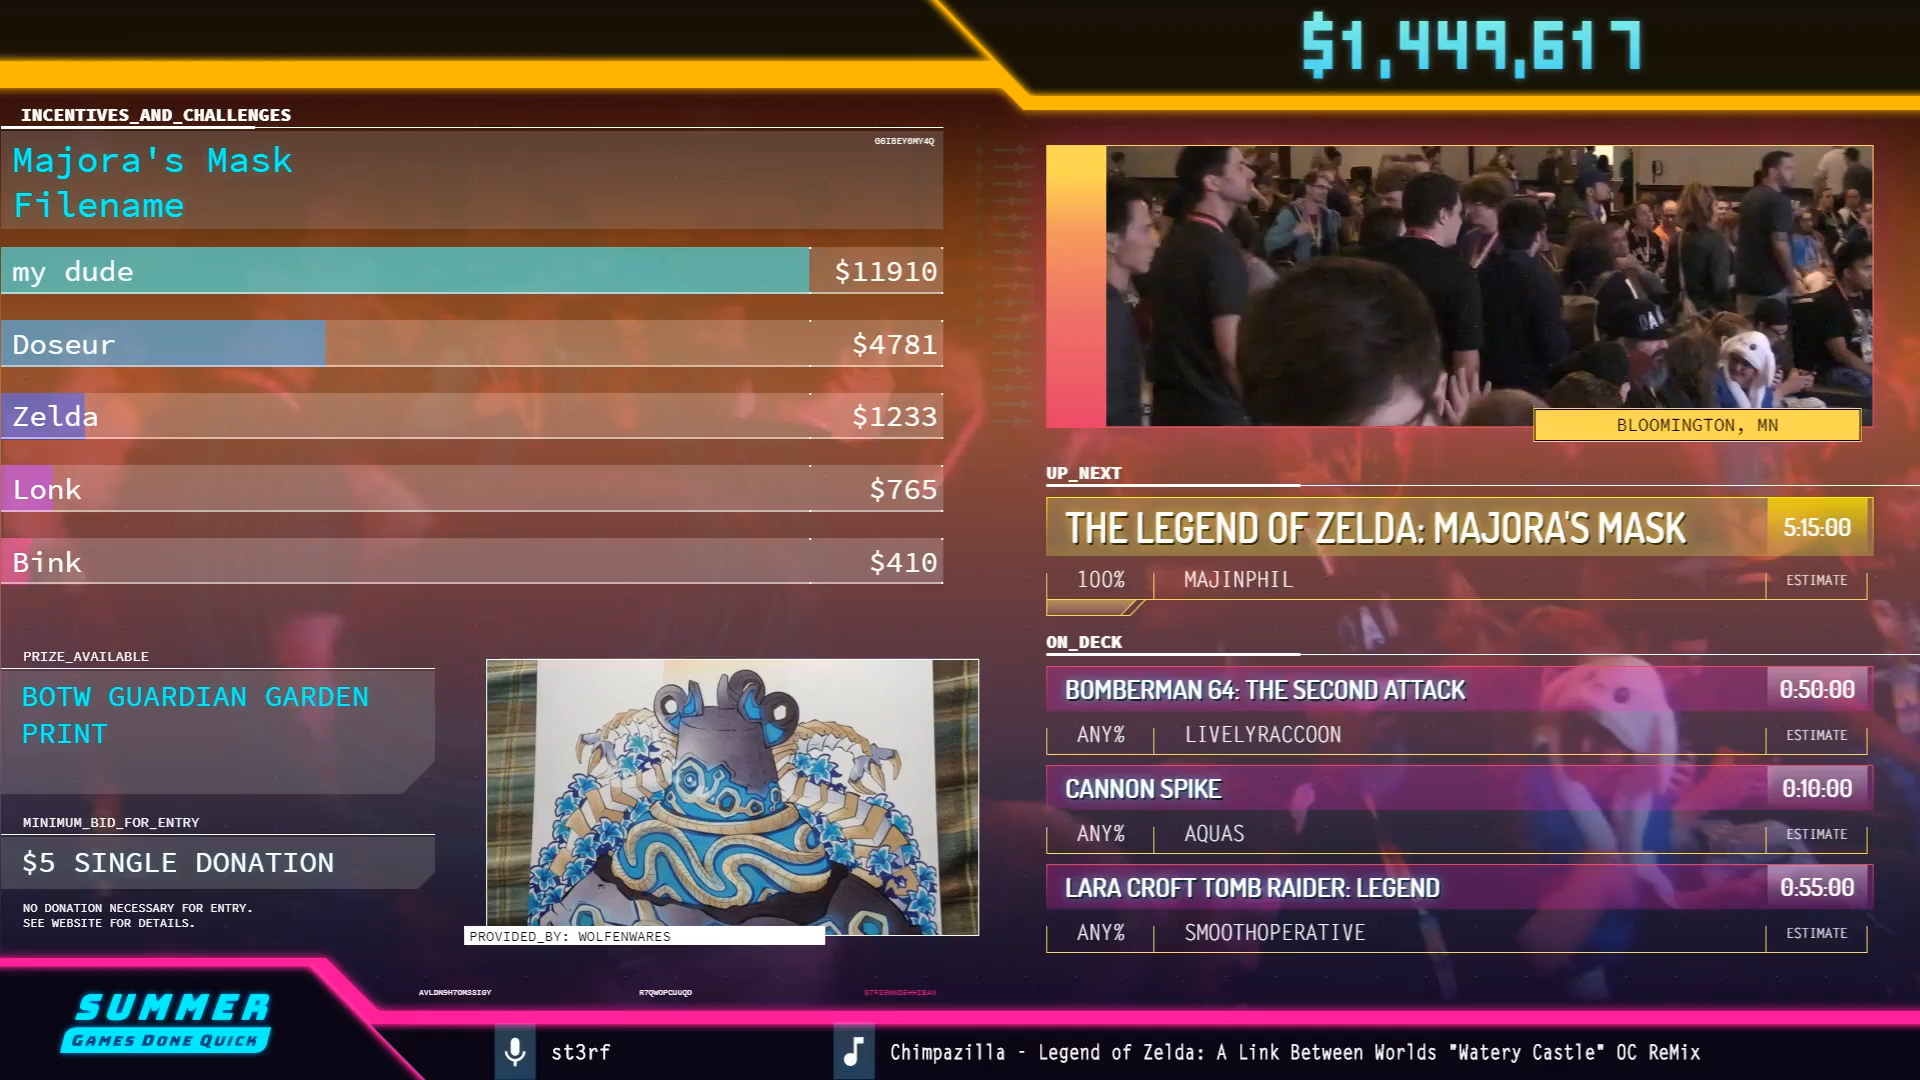 $1,449,617
INCENTIVES_AND_CHALLENGES
Majora's Mask
Filename
my dude $11910
Doseur $4781
Zelda $1233
Lonk $765
Bink $410
PRIZE_AVAILABLE
BOTW GUARDIAN GARDEN
PRINT
MINIMUM_BID_FOR_ENTRY
$5 SINGLE DONATION
NO DONATION NECESSARY FOR ENTRY.
SEE WEBSITE FOR DETAILS.
PROVIDED_BY: WOLFENWARES
BLOOMINGTON, MN
UP_NEXT
THE LEGEND OF ZELDA: MAJORA'S MASK 5:15:00
100% MAJINPHIL ESTIMATE
ON_DECK
BOMBERMAN 64: THE SECOND ATTACK 0:50:00
ANY% LIVELYRACCOON ESTIMATE
CANNON SPIKE 0:10:00
ANY% AQUAS ESTIMATE
LARA CROFT TOMB RAIDER: LEGEND 0:55:00
ANY% SMOOTHOPERATIVE ESTIMATE
SUMMER
GAMES DONE QUICK
st3rf
Chimpazilla - Legend of Zelda: A Link Between Worlds "Watery Castle" OC ReMix